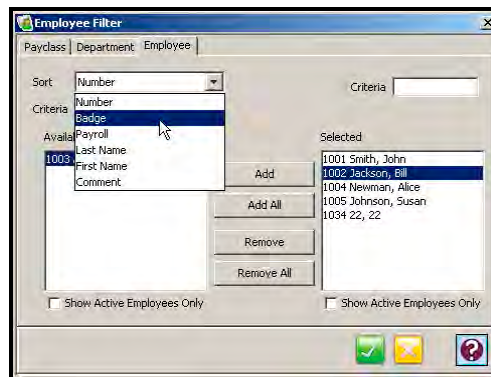 Employee Filter
Payclass Department Employee
Sort Number Criteria
Number
Criteria
Badge
Payroll
Selected
Last Name
1003
First Name
Comment
Add
1001 Smith, John
1002 Jackson, Bill
1004 Newman, Alice
1005 Johnson, Susan
1034 22, 22
Add All
Remove
Remove All
Show Active Employees Only Show Active Employees Only
?